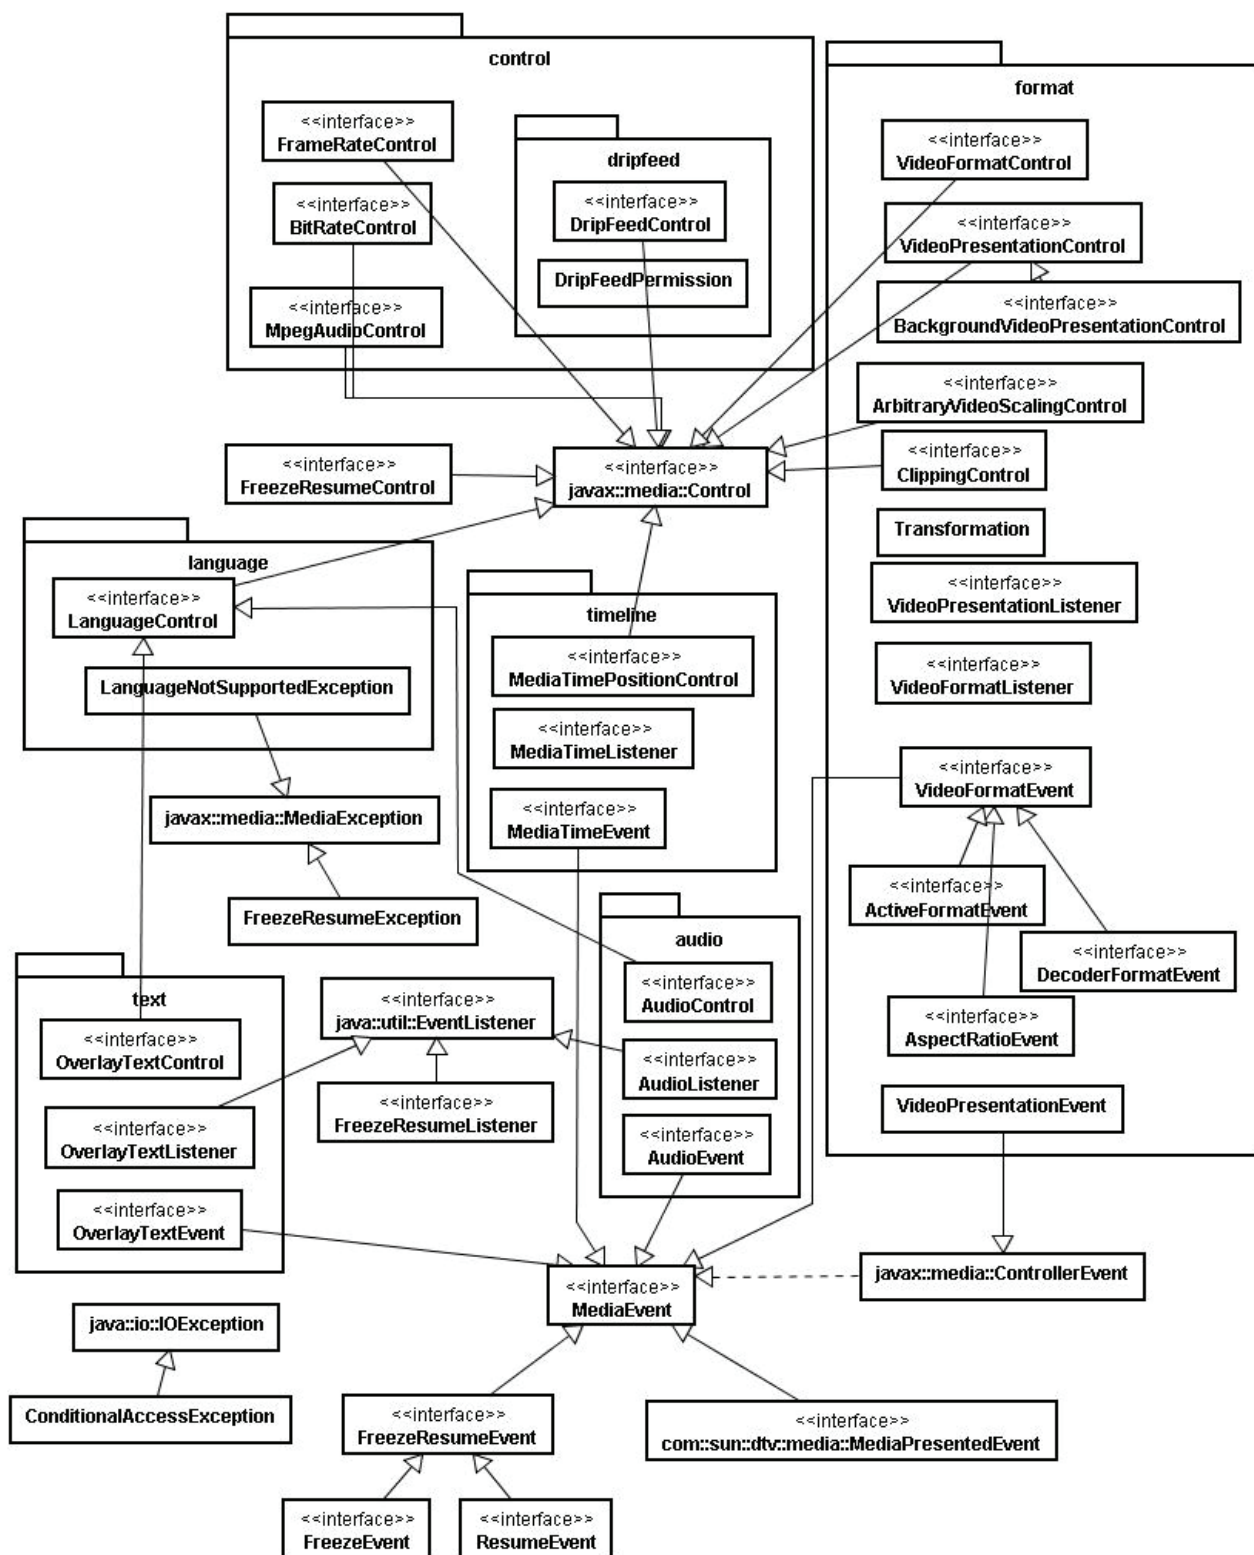 control
<<interface>>
FrameRateControl
<<interface>>
BitRateControl
<<interface>>
MpegAudioControl
dripfeed
<<interface>>
DripFeedControl
DripFeedPermission
format
<<interface>>
VideoFormatControl
<<interface>>
VideoPresentationControl
<<interface>>
BackgroundVideoPresentationControl
<<interface>>
ArbitraryVideoScalingControl
<<interface>>
ClippingControl
Transformation
<<interface>>
VideoPresentationListener
<<interface>>
VideoFormatListener
<<interface>>
VideoFormatEvent
<<interface>>
ActiveFormatEvent
<<interface>>
DecoderFormatEvent
<<interface>>
AspectRatioEvent
VideoPresentationEvent
<<interface>>
FreezeResumeControl
<<interface>>
javax::media::Control
language
<<interface>>
LanguageControl
LanguageNotSupportedException
javax::media::MediaException
FreezeResumeException
timeline
<<interface>>
MediaTimePositionControl
<<interface>>
MediaTimeListener
<<interface>>
MediaTimeEvent
audio
<<interface>>
AudioControl
<<interface>>
AudioListener
<<interface>>
AudioEvent
text
<<interface>>
OverlayTextControl
<<interface>>
OverlayTextListener
<<interface>>
OverlayTextEvent
<<interface>>
java::util::EventListener
<<interface>>
FreezeResumeListener
javax::media::ControllerEvent
<<interface>>
MediaEvent
java::io::IOException
ConditionalAccessException
<<interface>>
FreezeResumeEvent
<<interface>>
com::sun::dtv::media::MediaPresentedEvent
<<interface>>
FreezeEvent
<<interface>>
ResumeEvent